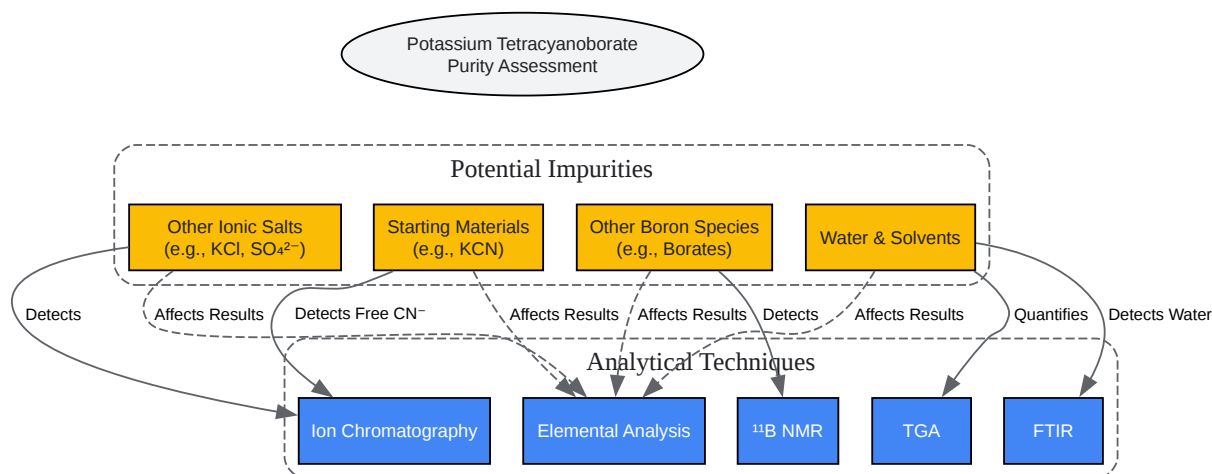 Potassium Tetracyanoborate
Purity Assessment
Potential Impurities
Other Ionic Salts
(e.g., KCl, SO₄²⁻)
Starting Materials
(e.g., KCN)
Other Boron Species
(e.g., Borates)
Water & Solvents
Detects
Affects Results
Detects Free CN⁻
Affects Results
Affects Results
Detects
Affects Results
Quantifies
Detects Water
Analytical Techniques
Ion Chromatography
Elemental Analysis
¹¹B NMR
TGA
FTIR